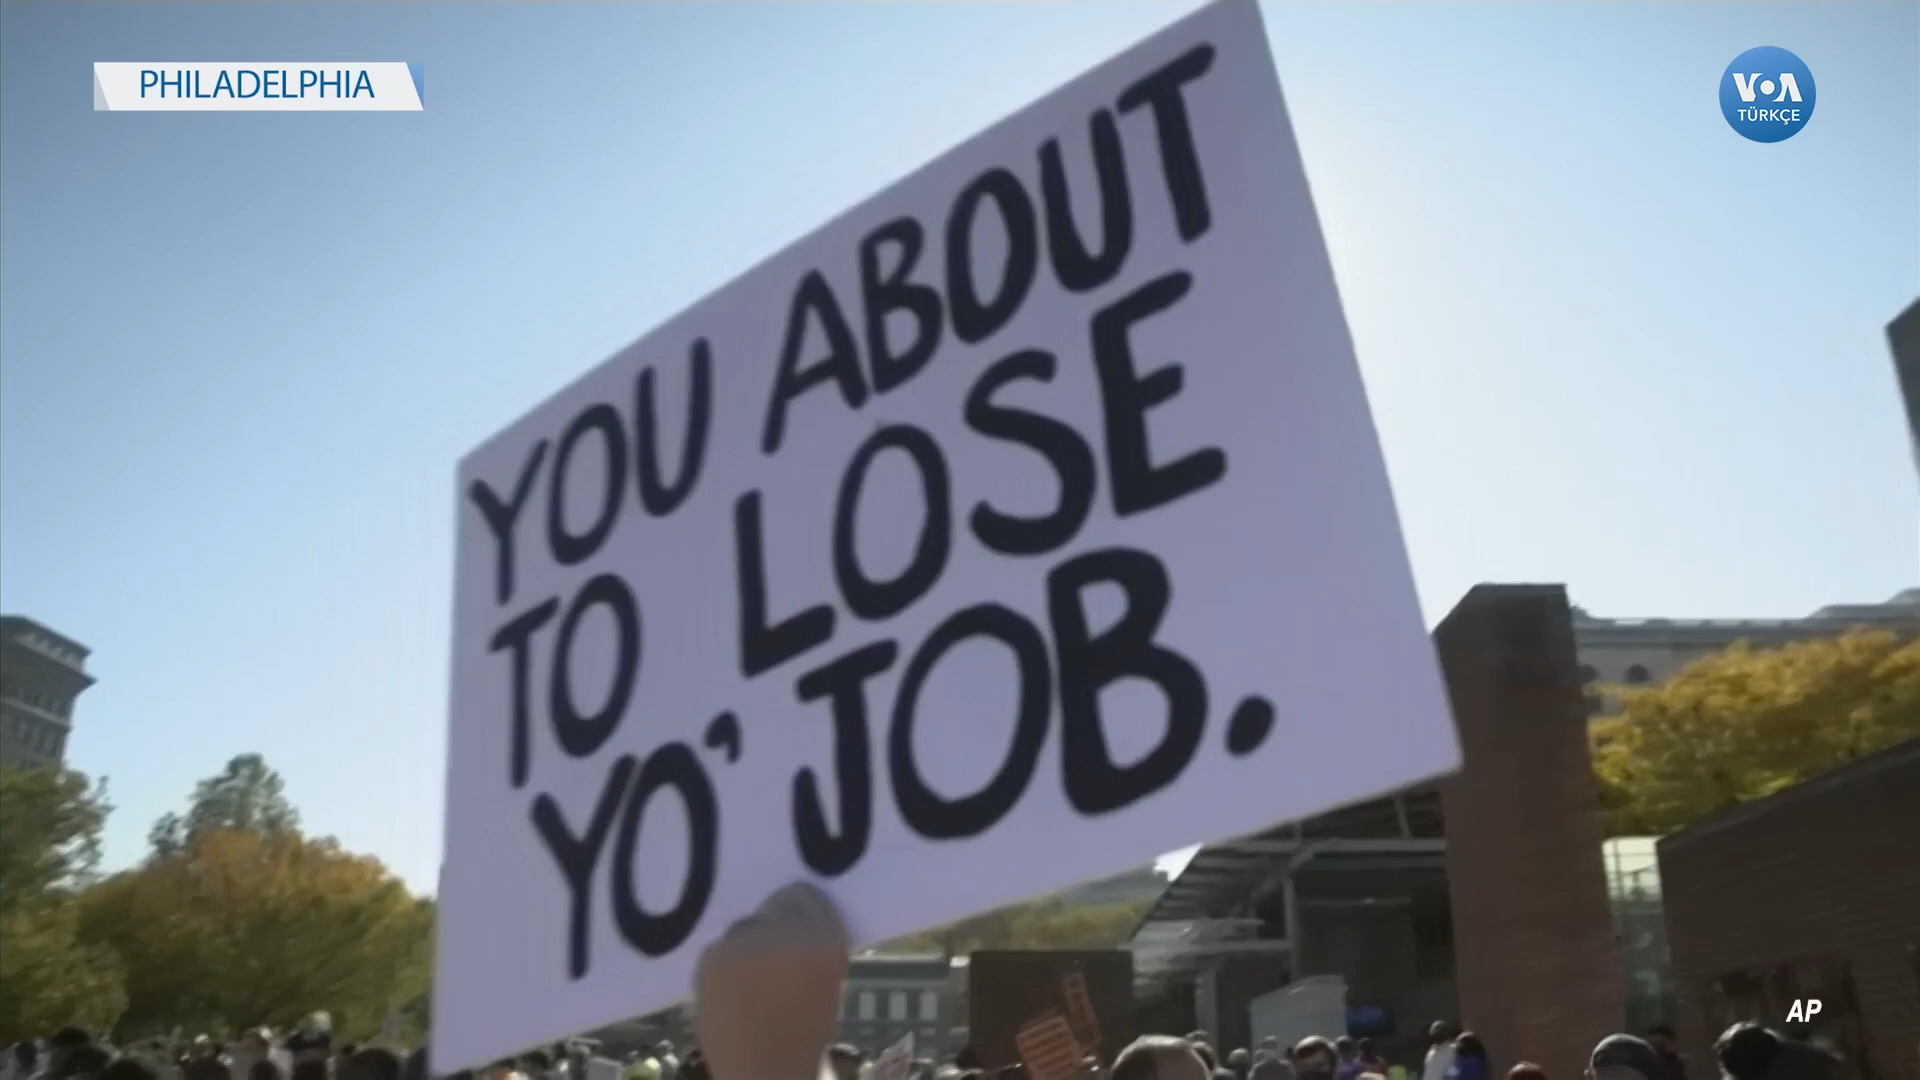 PHILADELPHIA
VOA
TÜRKÇE
YOU ABOUT
TO LOSE
YO' JOB.
AP